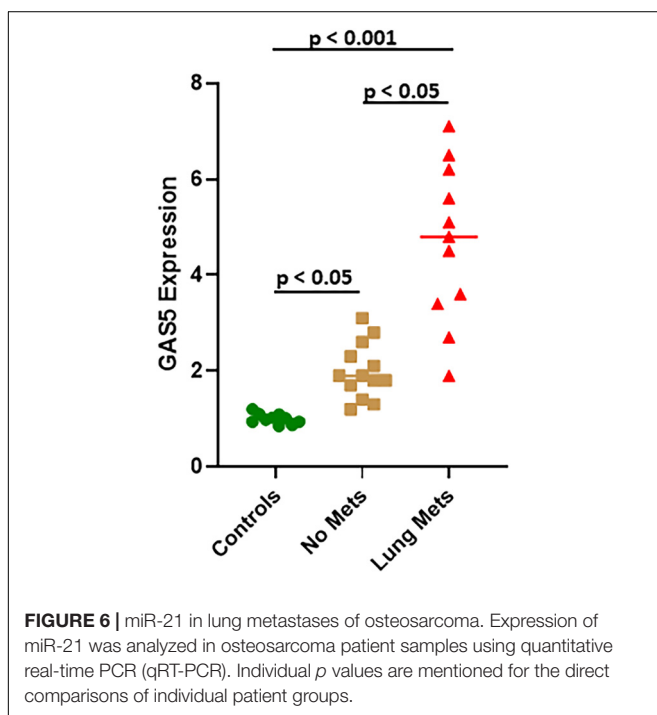 p < 0.001
8
p < 0.05
6
GAS5 Expression
4
p < 0.05
2
0
Controls
No Mets
Lung Mets
FIGURE 6 | miR-21 in lung metastases of osteosarcoma. Expression of
miR-21 was analyzed in osteosarcoma patient samples using quantitative
real-time PCR (qRT-PCR). Individual p values are mentioned for the direct
comparisons of individual patient groups.